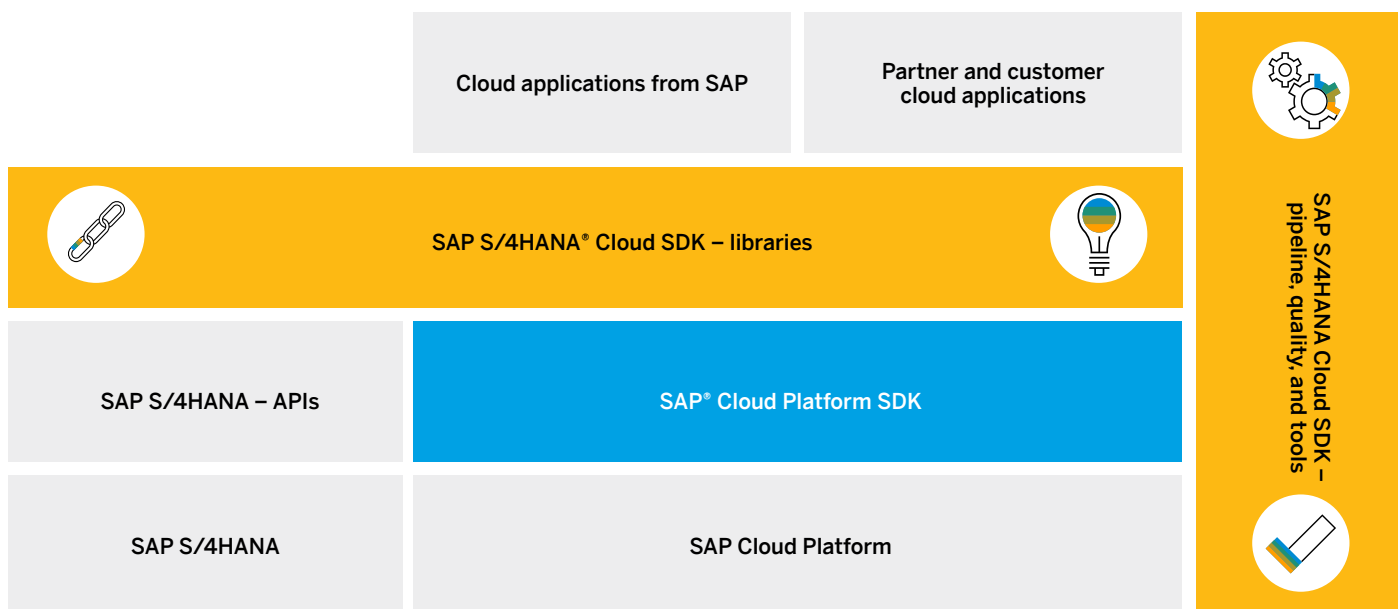 Cloud applications from SAP
Partner and customer
cloud applications
SAP S/4HANA® Cloud SDK – libraries
SAP S/4HANA – APIs
SAP® Cloud Platform SDK
SAP S/4HANA
SAP Cloud Platform
SAP S/4HANA Cloud SDK –
pipeline, quality, and tools